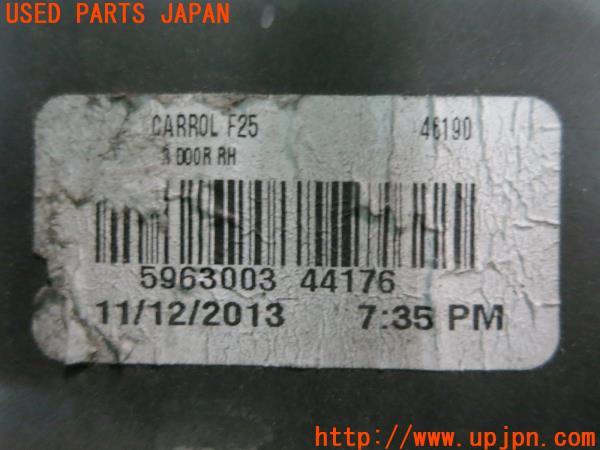 USED PARTS JAPAN
CARROL F25 46190
3 DOOR RH
5963003 44176
11/12/2013 7:35 PM
http://www.upjpn.com